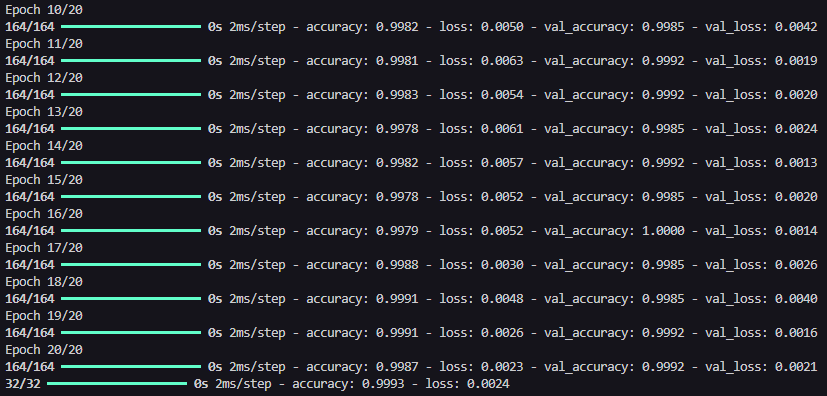 Epoch 10/20
164/164 ━━━━━━━━━━━━━━━━━━━━ 0s 2ms/step - accuracy: 0.9982 - loss: 0.0050 - val_accuracy: 0.9985 - val_loss: 0.0042
Epoch 11/20
164/164 ━━━━━━━━━━━━━━━━━━━━ 0s 2ms/step - accuracy: 0.9981 - loss: 0.0063 - val_accuracy: 0.9992 - val_loss: 0.0019
Epoch 12/20
164/164 ━━━━━━━━━━━━━━━━━━━━ 0s 2ms/step - accuracy: 0.9983 - loss: 0.0054 - val_accuracy: 0.9992 - val_loss: 0.0020
Epoch 13/20
164/164 ━━━━━━━━━━━━━━━━━━━━ 0s 2ms/step - accuracy: 0.9978 - loss: 0.0061 - val_accuracy: 0.9985 - val_loss: 0.0024
Epoch 14/20
164/164 ━━━━━━━━━━━━━━━━━━━━ 0s 2ms/step - accuracy: 0.9982 - loss: 0.0057 - val_accuracy: 0.9992 - val_loss: 0.0013
Epoch 15/20
164/164 ━━━━━━━━━━━━━━━━━━━━ 0s 2ms/step - accuracy: 0.9978 - loss: 0.0052 - val_accuracy: 0.9985 - val_loss: 0.0020
Epoch 16/20
164/164 ━━━━━━━━━━━━━━━━━━━━ 0s 2ms/step - accuracy: 0.9979 - loss: 0.0052 - val_accuracy: 1.0000 - val_loss: 0.0014
Epoch 17/20
164/164 ━━━━━━━━━━━━━━━━━━━━ 0s 2ms/step - accuracy: 0.9988 - loss: 0.0030 - val_accuracy: 0.9985 - val_loss: 0.0026
Epoch 18/20
164/164 ━━━━━━━━━━━━━━━━━━━━ 0s 2ms/step - accuracy: 0.9991 - loss: 0.0048 - val_accuracy: 0.9985 - val_loss: 0.0040
Epoch 19/20
164/164 ━━━━━━━━━━━━━━━━━━━━ 0s 2ms/step - accuracy: 0.9991 - loss: 0.0026 - val_accuracy: 0.9992 - val_loss: 0.0016
Epoch 20/20
164/164 ━━━━━━━━━━━━━━━━━━━━ 0s 2ms/step - accuracy: 0.9987 - loss: 0.0023 - val_accuracy: 0.9992 - val_loss: 0.0021
32/32 ━━━━━━━━━━━━━━━━━━━━ 0s 2ms/step - accuracy: 0.9993 - loss: 0.0024